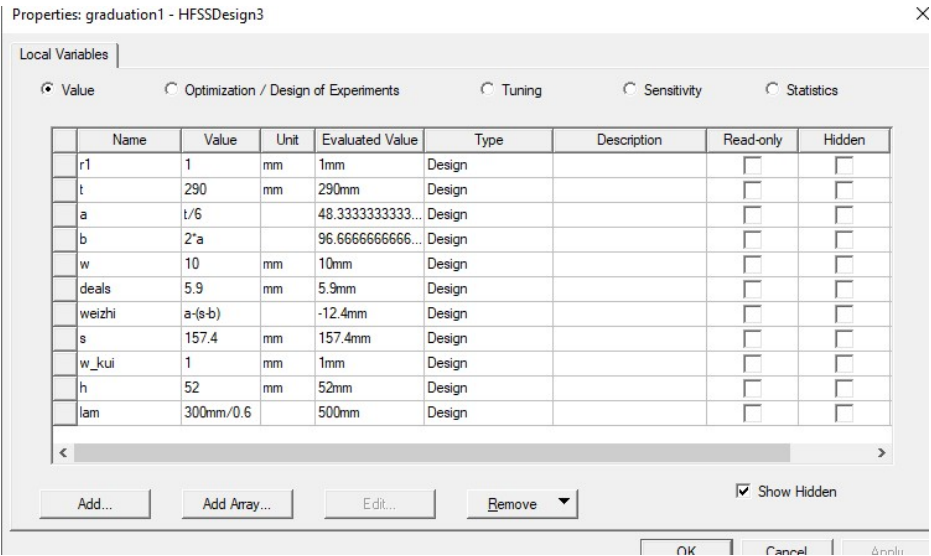 Properties: graduation1 - HFSSDesign3
Local Variables
Value Optimization / Design of Experiments Tuning Sensitivity Statistics
Name Value Unit Evaluated Value Type Description Read-only Hidden
r1 1 mm 1mm Design
t 290 mm 290mm Design
a t/6 48.3333333333... Design
b 2*a 96.6666666666... Design
w 10 mm 10mm Design
deals 5.9 mm 5.9mm Design
weizhi a-(s-b) -12.4mm Design
s 157.4 mm 157.4mm Design
w_kui 1 mm 1mm Design
h 52 mm 52mm Design
lam 300mm/0.6 500mm Design
Show Hidden
Add... Add Array... Edit... Remove
OK Cancel Apply